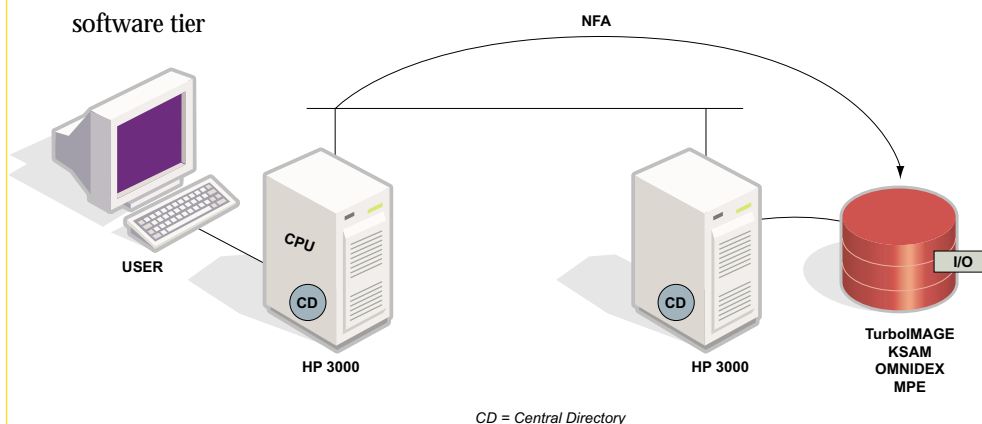 software tier
NFA
CPU
CD
USER
HP 3000
CD
HP 3000
I/O
TurboIMAGE
KSAM
OMNIDEX
MPE
CD = Central Directory